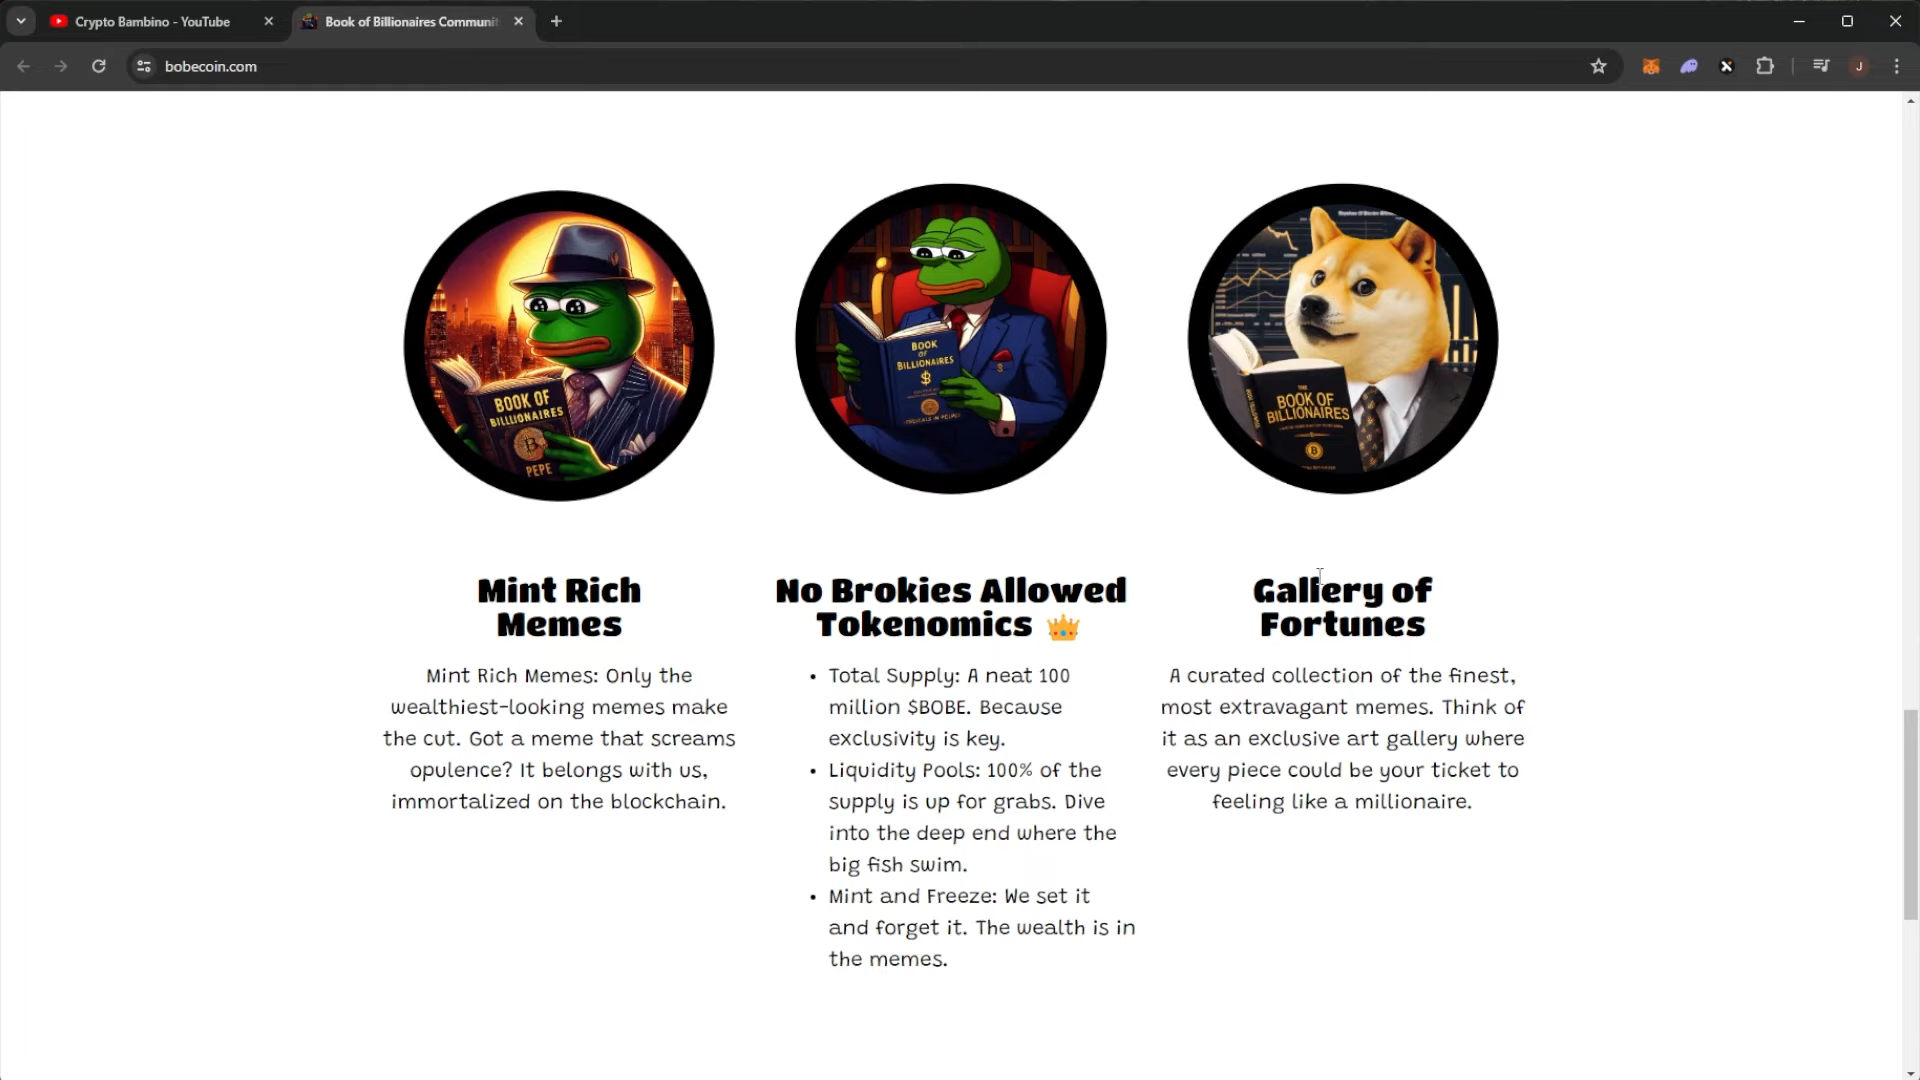 Crypto Bambino - YouTube
Book of Billionaires Communit
bobecoin.com
J
BOOK OF
BILLLIONAIRES
PEPE
BOOK
OF
BILLIONAIRES
$
THE
BOOK OF
BILLIONAIRES
Mint Rich
Memes
Mint Rich Memes: Only the
wealthiest-looking memes make
the cut. Got a meme that screams
opulence? It belongs with us,
immortalized on the blockchain.
No Brokies Allowed
Tokenomics 👑
• Total Supply: A neat 100
million $BOBE. Because
exclusivity is key.
• Liquidity Pools: 100% of the
supply is up for grabs. Dive
into the deep end where the
big fish swim.
• Mint and Freeze: We set it
and forget it. The wealth is in
the memes.
Gallery of
Fortunes
A curated collection of the finest,
most extravagant memes. Think of
it as an exclusive art gallery where
every piece could be your ticket to
feeling like a millionaire.